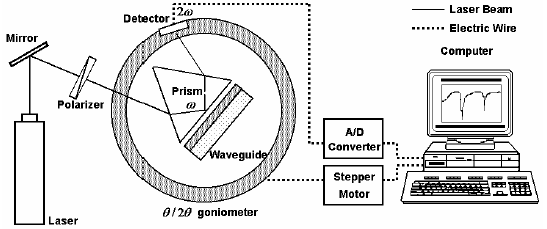 Laser Beam
Electric Wire
Detector
2ω
Mirror
Computer
Polarizer
Prism
ω
Waveguide
A/D
Converter
Stepper
Motor
θ/2θ goniometer
Laser